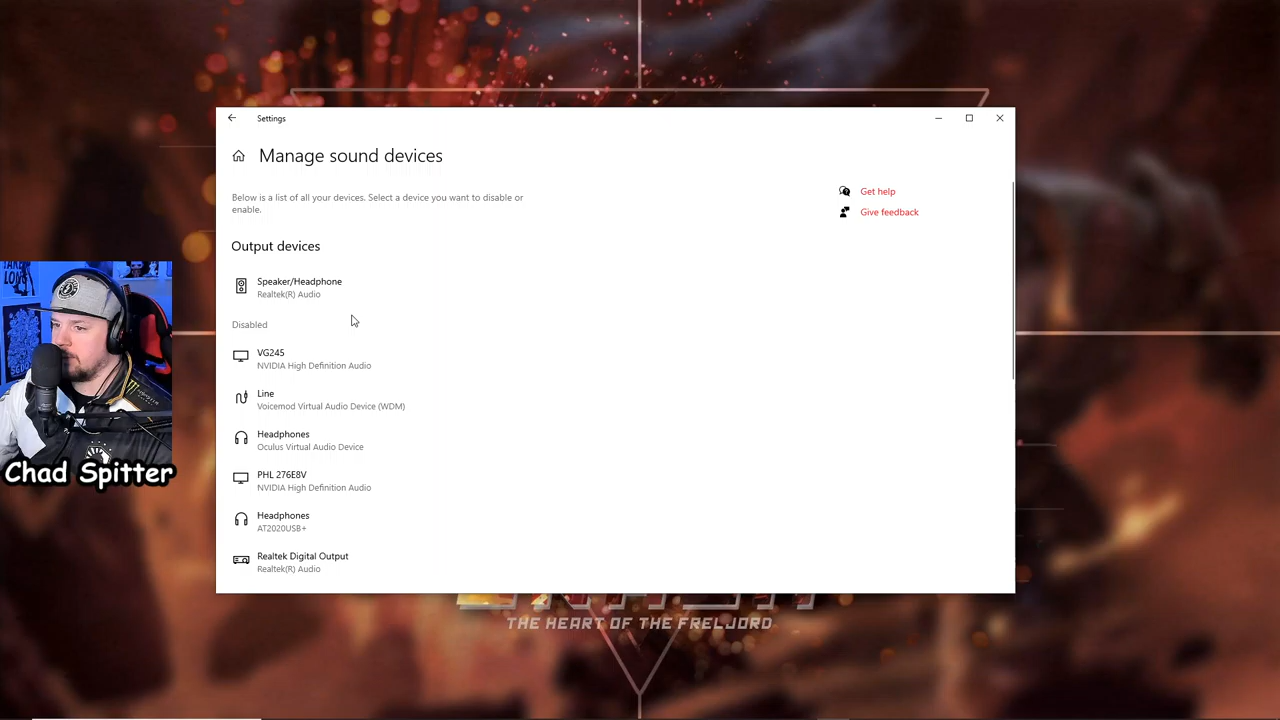 Settings
Manage sound devices
Below is a list of all your devices. Select a device you want to disable or
enable.
Get help
Give feedback
Output devices
Speaker/Headphone
Realtek(R) Audio
Disabled
VG245
NVIDIA High Definition Audio
Line
Voicemod Virtual Audio Device (WDM)
Headphones
Oculus Virtual Audio Device
PHL 276E8V
NVIDIA High Definition Audio
Headphones
AT2020USB+
Realtek Digital Output
Realtek(R) Audio
Chad Spitter
THE HEART OF THE FRELJORD